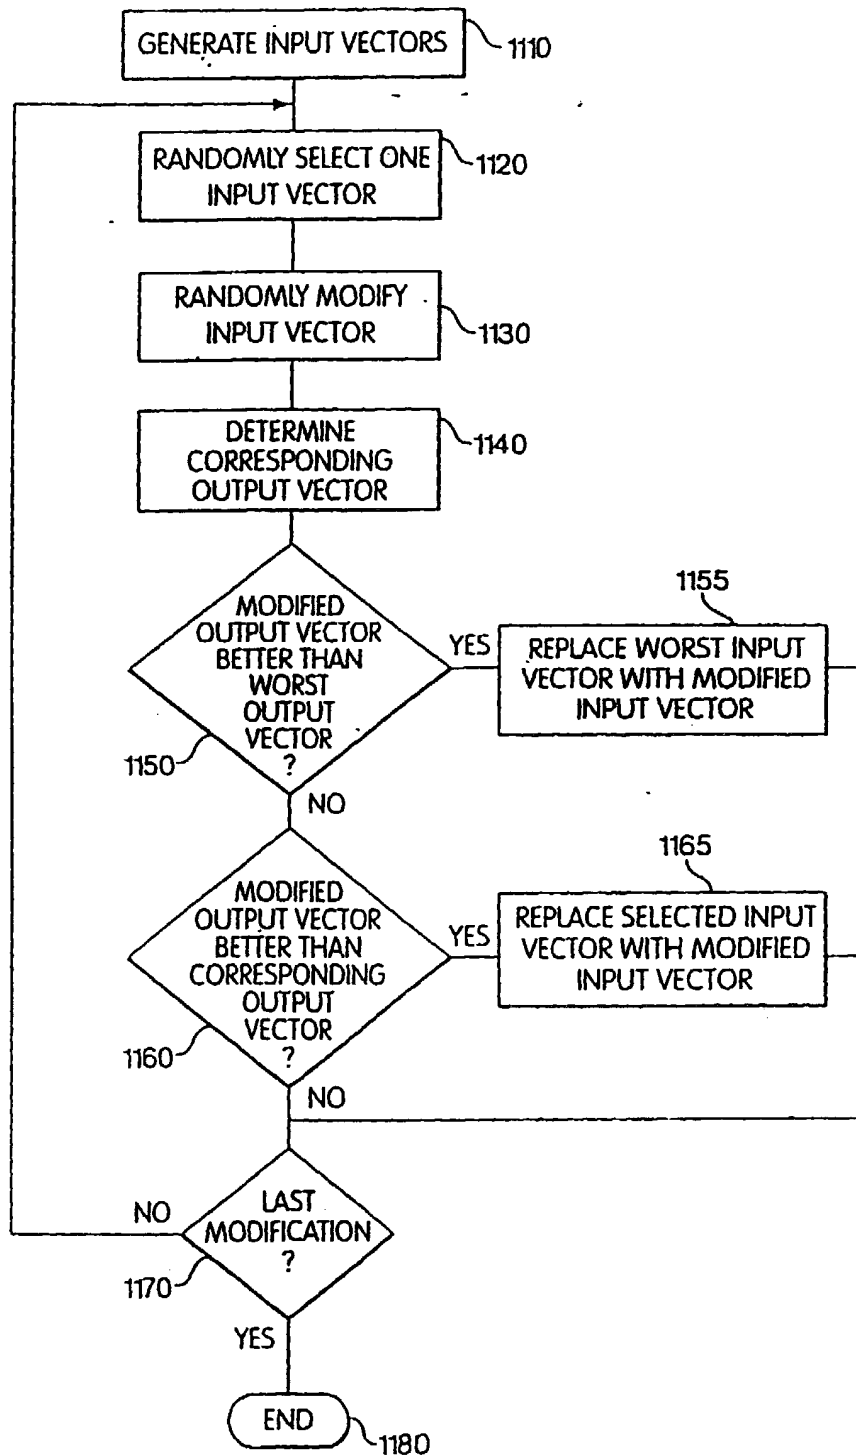 GENERATE INPUT VECTORS
1110
RANDOMLY SELECT ONE
INPUT VECTOR
1120
RANDOMLY MODIFY
INPUT VECTOR
1130
DETERMINE
CORRESPONDING
OUTPUT VECTOR
1140
MODIFIED
OUTPUT VECTOR
BETTER THAN
WORST
OUTPUT
VECTOR
?
1150
YES
1155
REPLACE WORST INPUT
VECTOR WITH MODIFIED
INPUT VECTOR
NO
MODIFIED
OUTPUT VECTOR
BETTER THAN
CORRESPONDING
OUTPUT
VECTOR
?
1160
YES
1165
REPLACE SELECTED INPUT
VECTOR WITH MODIFIED
INPUT VECTOR
NO
LAST
MODIFICATION
?
1170
NO
YES
END
1180